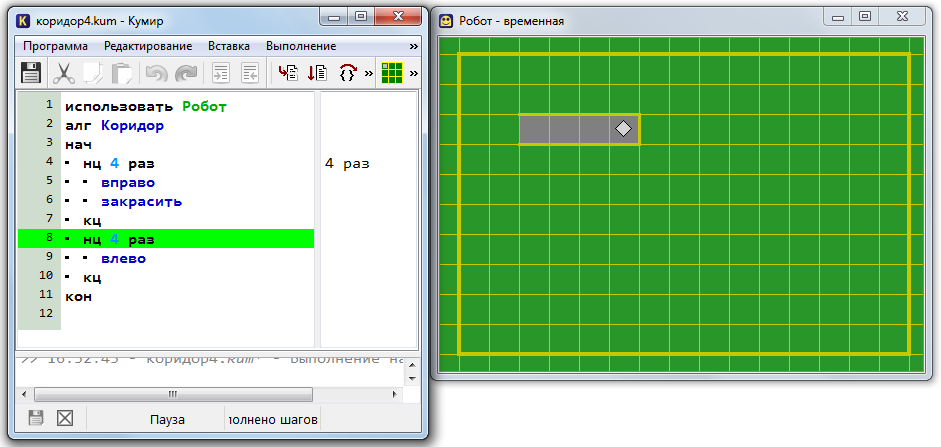 коридор4.kum - Кумир
Программа Редактирование Вставка Выполнение »
» »
1 использовать Робот
2 алг Коридор
3 нач
4 нц 4 раз 4 раз
5 вправо
6 закрасить
7 кц
8 нц 4 раз
9 влево
10 кц
11 кон
12
>> 16:52:45 - коридор4.kum* - Выполнение на
Пауза
олнено шагов
Робот - временная